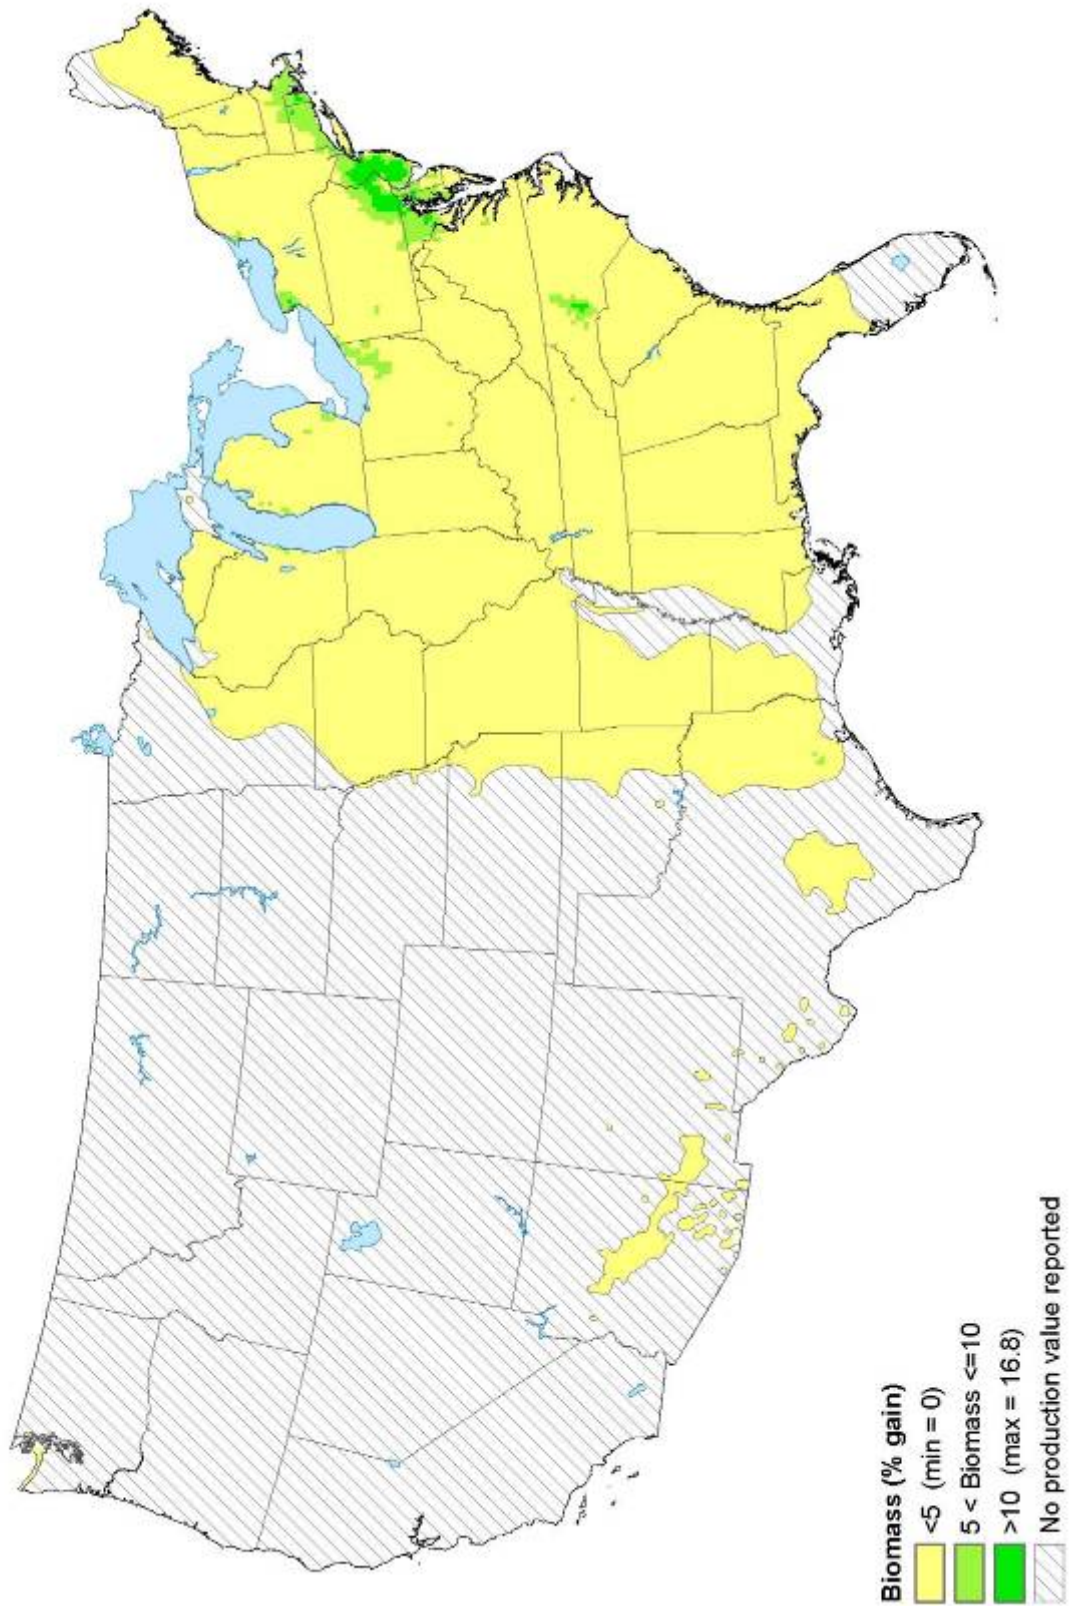 Biomass (% gain)
<5 (min = 0)
5 < Biomass <=10
>10 (max = 16.8)
No production value reported